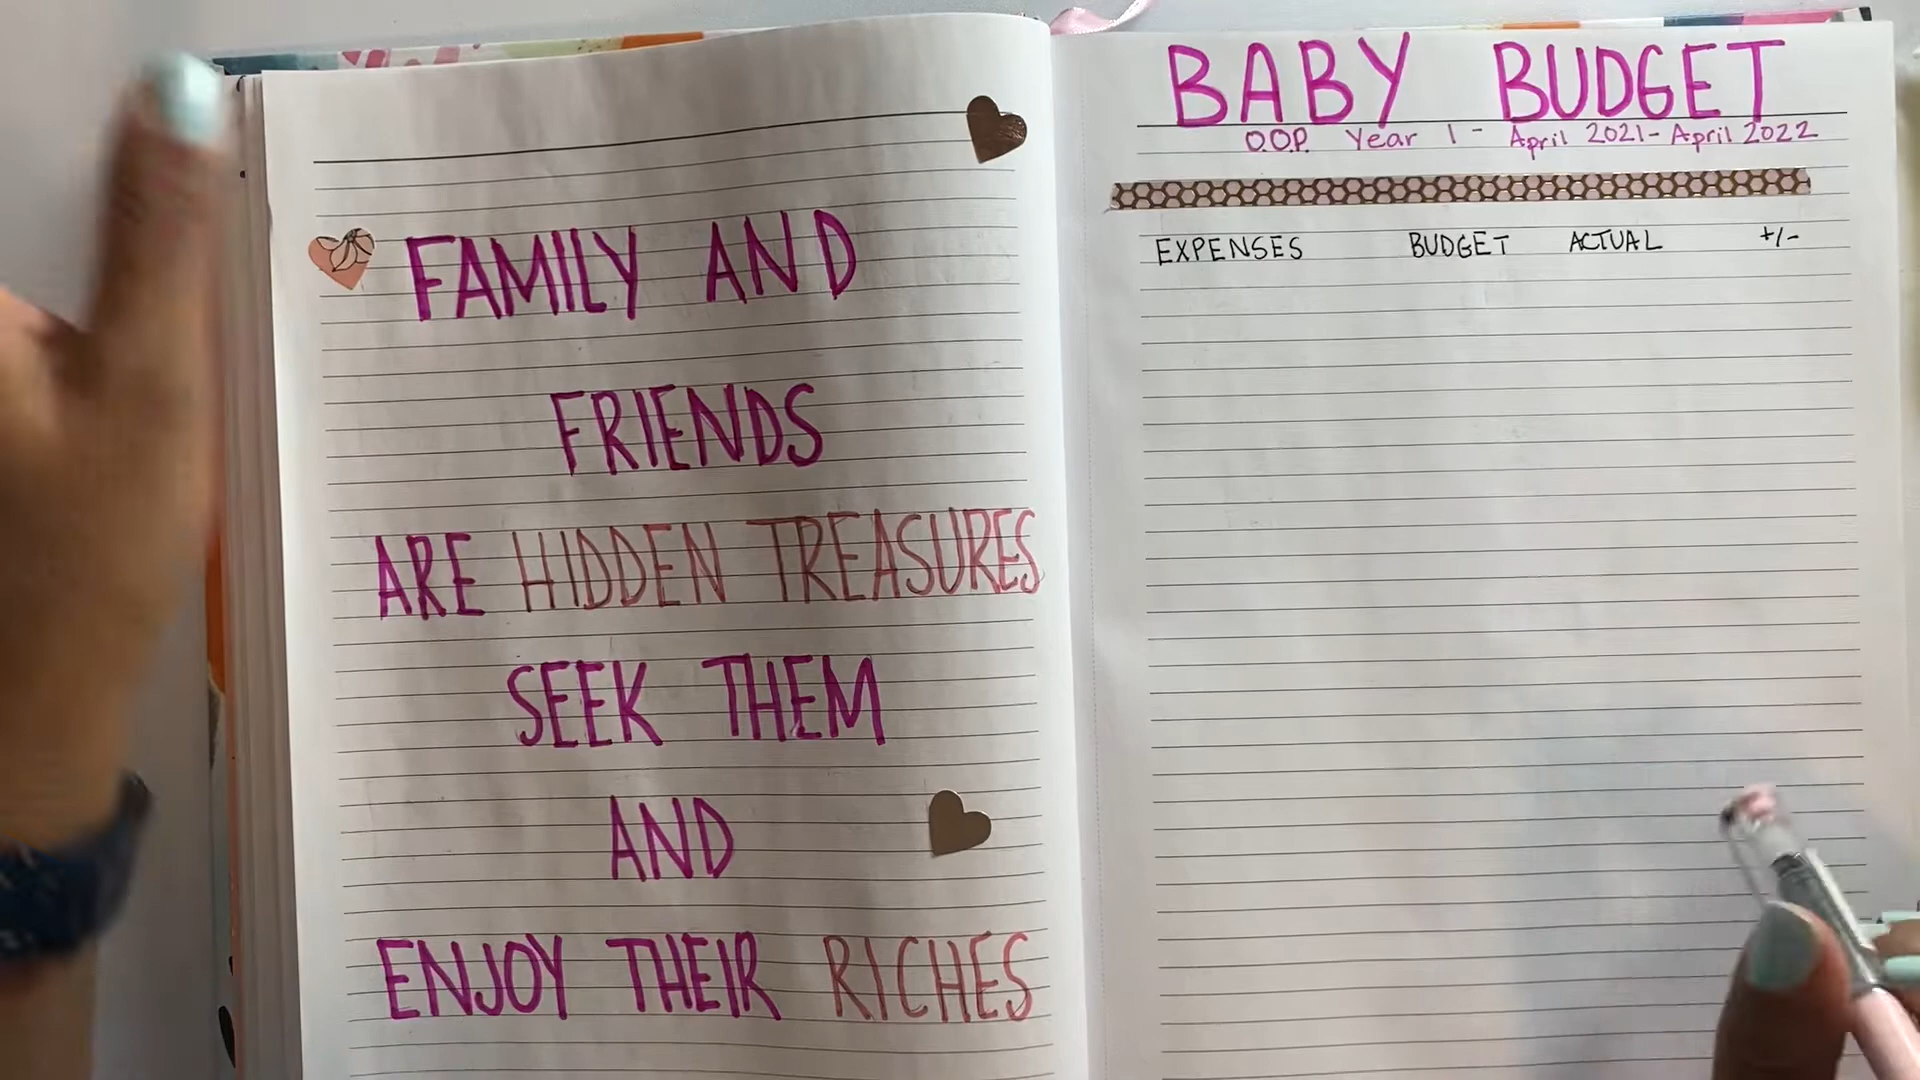 FAMILY AND
FRIENDS
ARE HIDDEN TREASURES
SEEK THEM
AND
ENJOY THEIR RICHES
BABY BUDGET
O.O.P. Year 1 - April 2021 - April 2022
EXPENSES BUDGET ACTUAL +/-